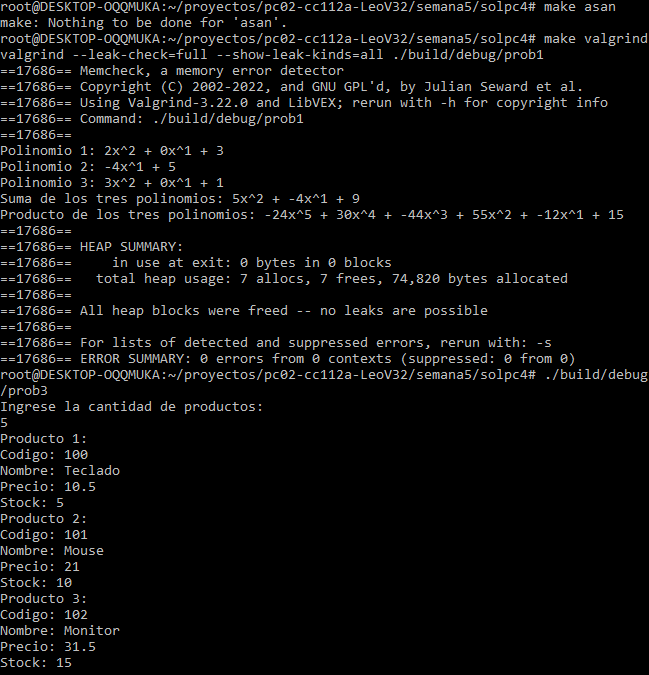 root@DESKTOP-OQQMUKA:~/proyectos/pc02-cc112a-LeoV32/semana5/solpc4# make asan
make: Nothing to be done for 'asan'.
root@DESKTOP-OQQMUKA:~/proyectos/pc02-cc112a-LeoV32/semana5/solpc4# make valgrind
valgrind --leak-check=full --show-leak-kinds=all ./build/debug/prob1
==17686== Memcheck, a memory error detector
==17686== Copyright (C) 2002-2022, and GNU GPL'd, by Julian Seward et al.
==17686== Using Valgrind-3.22.0 and LibVEX; rerun with -h for copyright info
==17686== Command: ./build/debug/prob1
==17686==
Polinomio 1: 2x^2 + 0x^1 + 3
Polinomio 2: -4x^1 + 5
Polinomio 3: 3x^2 + 0x^1 + 1
Suma de los tres polinomios: 5x^2 + -4x^1 + 9
Producto de los tres polinomios: -24x^5 + 30x^4 + -44x^3 + 55x^2 + -12x^1 + 15
==17686==
==17686== HEAP SUMMARY:
==17686==     in use at exit: 0 bytes in 0 blocks
==17686==   total heap usage: 7 allocs, 7 frees, 74,820 bytes allocated
==17686==
==17686== All heap blocks were freed -- no leaks are possible
==17686==
==17686== For lists of detected and suppressed errors, rerun with: -s
==17686== ERROR SUMMARY: 0 errors from 0 contexts (suppressed: 0 from 0)
root@DESKTOP-OQQMUKA:~/proyectos/pc02-cc112a-LeoV32/semana5/solpc4# ./build/debug
/prob3
Ingrese la cantidad de productos:
5
Producto 1:
Codigo: 100
Nombre: Teclado
Precio: 10.5
Stock: 5
Producto 2:
Codigo: 101
Nombre: Mouse
Precio: 21
Stock: 10
Producto 3:
Codigo: 102
Nombre: Monitor
Precio: 31.5
Stock: 15